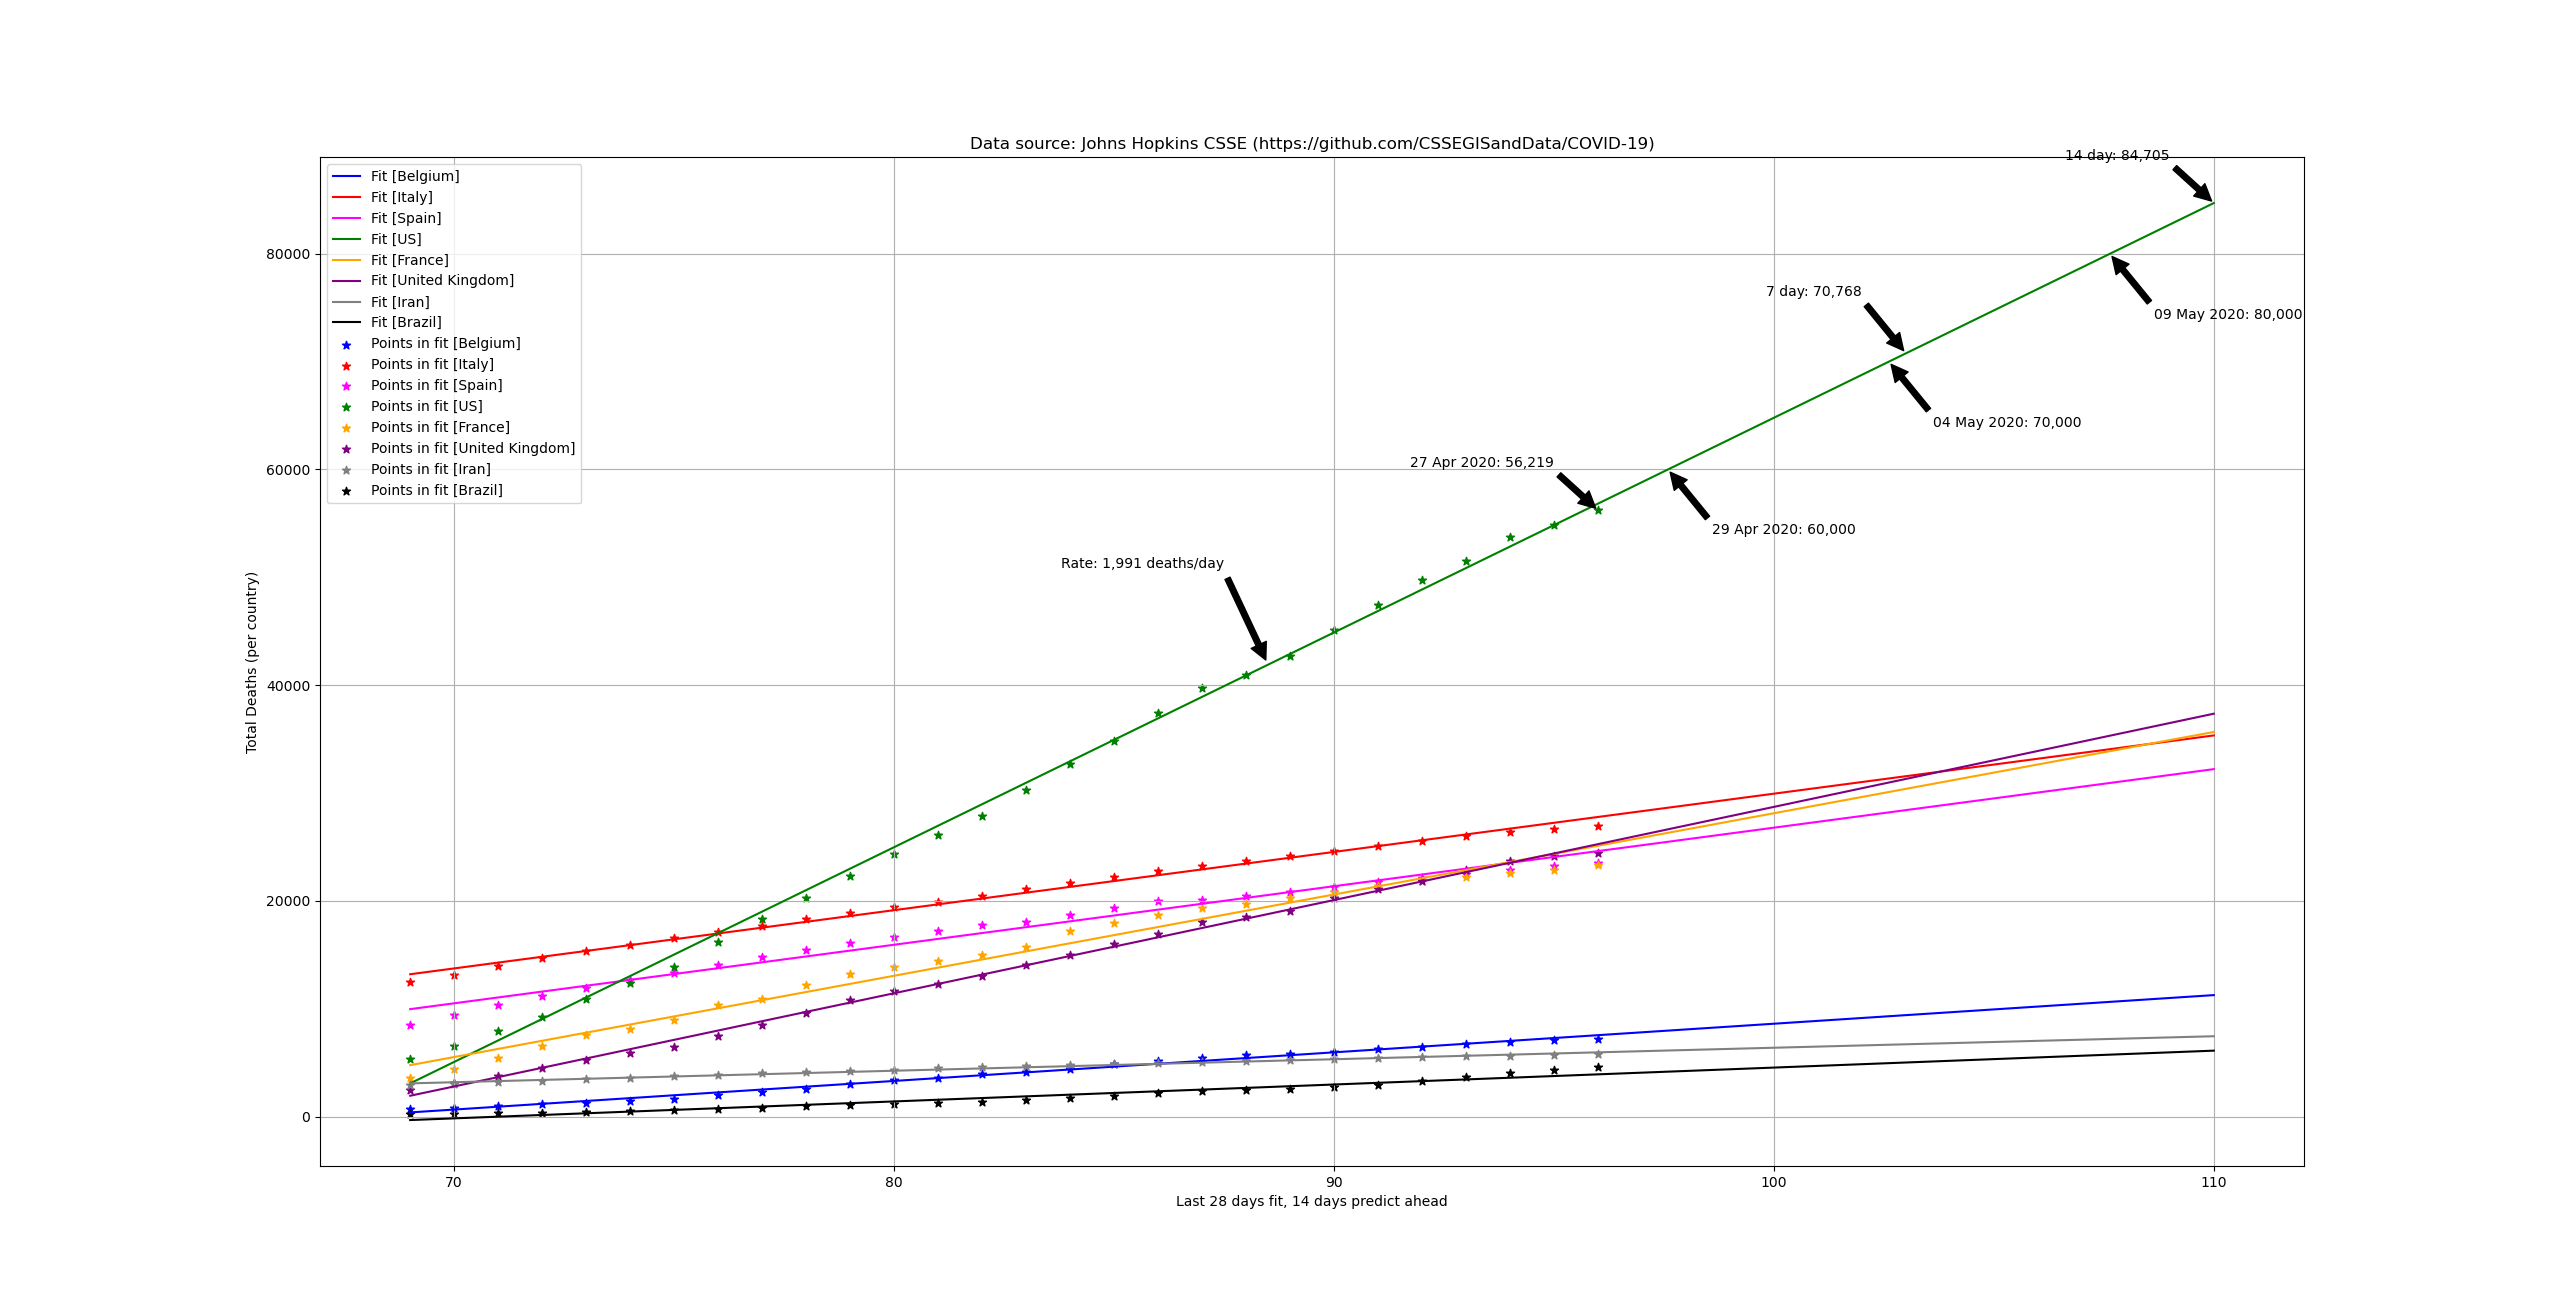 Data source: Johns Hopkins CSSE (https://github.com/CSSEGISandData/COVID-19)
14 day: 84,705
Fit [Belgium]
Fit [Italy]
Fit [Spain]
Fit [US]
Fit [France]
Fit [United Kingdom]
Fit [Iran]
Fit [Brazil]
Points in fit [Belgium]
Points in fit [Italy]
Points in fit [Spain]
Points in fit [US]
Points in fit [France]
Points in fit [United Kingdom]
Points in fit [Iran]
Points in fit [Brazil]
7 day: 70,768
09 May 2020: 80,000
04 May 2020: 70,000
27 Apr 2020: 56,219
29 Apr 2020: 60,000
Rate: 1,991 deaths/day
Total Deaths (per country)
80000
60000
40000
20000
0
70 80 90 100 110
Last 28 days fit, 14 days predict ahead